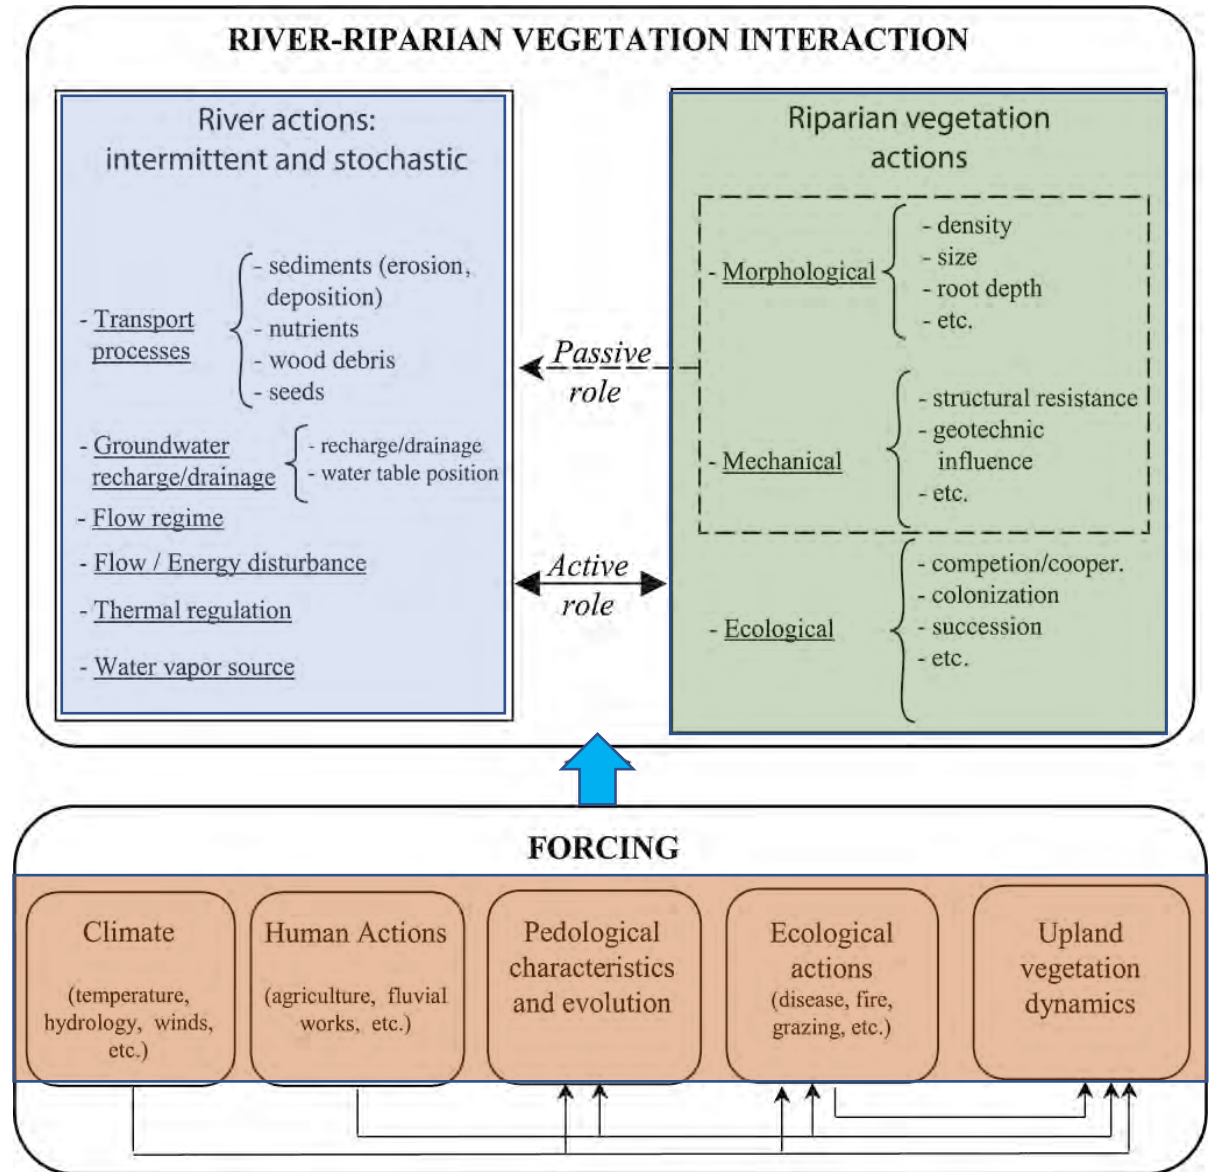 RIVER-RIPARIAN VEGETATION INTERACTION
River actions:
intermittent and stochastic
- Transport
processes
- sediments (erosion,
deposition)
- nutrients
- wood debris
- seeds
- Groundwater
recharge/drainage
- recharge/drainage
- water table position
- Flow regime
- Flow / Energy disturbance
- Thermal regulation
- Water vapor source
Passive
role
Active
role
Riparian vegetation
actions
- Morphological
- density
- size
- root depth
- etc.
- Mechanical
- structural resistance
- geotechnic
influence
- etc.
- Ecological
- competion/cooper.
- colonization
- succession
- etc.
FORCING
Climate
(temperature,
hydrology, winds,
etc.)
Human Actions
(agriculture, fluvial
works, etc.)
Pedological
characteristics
and evolution
Ecological
actions
(disease, fire,
grazing, etc.)
Upland
vegetation
dynamics